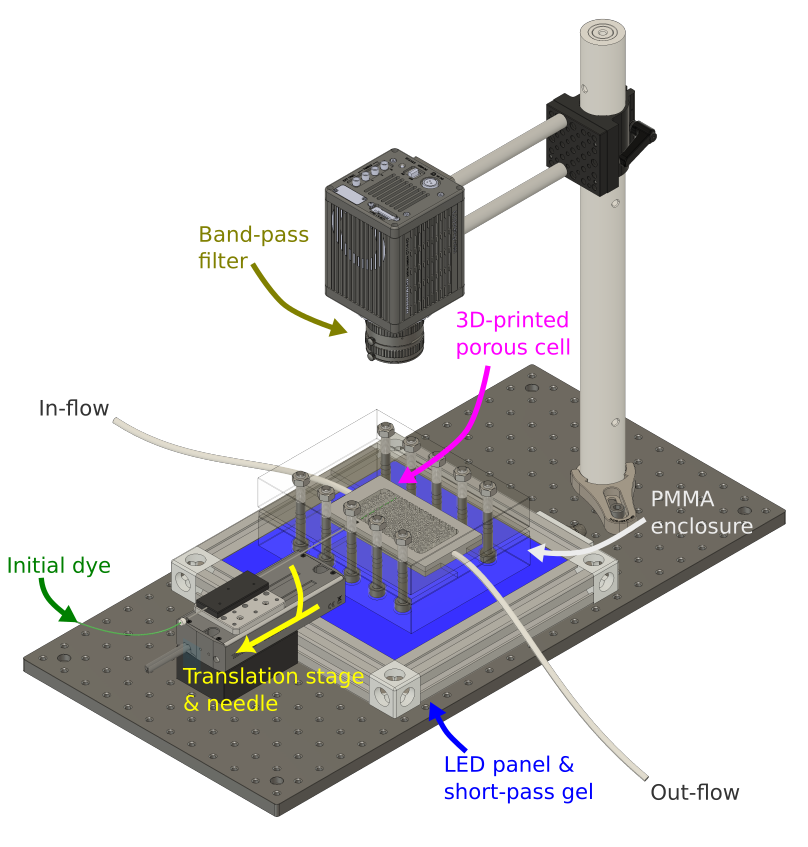 Band-pass
filter
3D-printed
porous cell
In-flow
PMMA
enclosure
Initial dye
Translation stage
& needle
LED panel &
short-pass gel
Out-flow